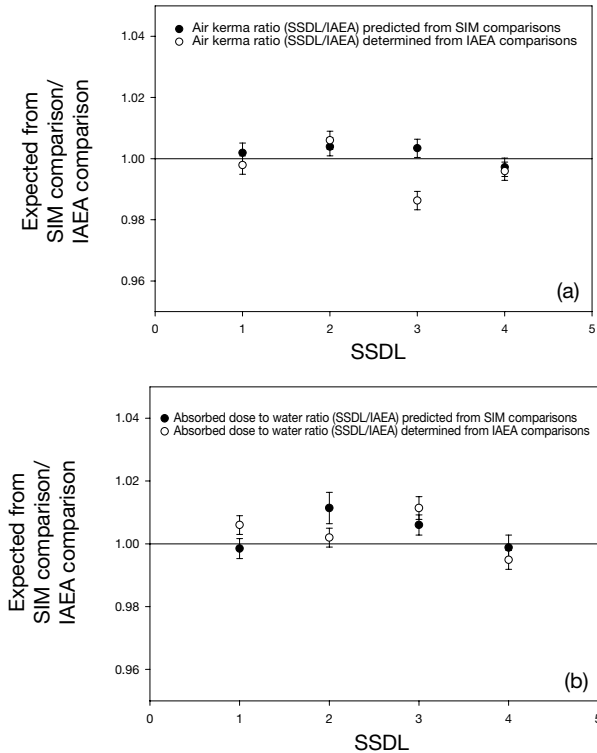 Air kerma ratio (SSDL/IAEA) predicted from SIM comparisons
Air kerma ratio (SSDL/IAEA) determined from IAEA comparisons
1.04
1.02
1.00
0.98
0.96
Expected from
SIM comparison/
IAEA comparison
(a)
0 1 2 3 4 5
SSDL
Absorbed dose to water ratio (SSDL/IAEA) predicted from SIM comparisons
Absorbed dose to water ratio (SSDL/IAEA) determined from IAEA comparisons
1.04
1.02
1.00
0.98
0.96
Expected from
SIM comparison/
IAEA comparison
(b)
0 1 2 3 4 5
SSDL